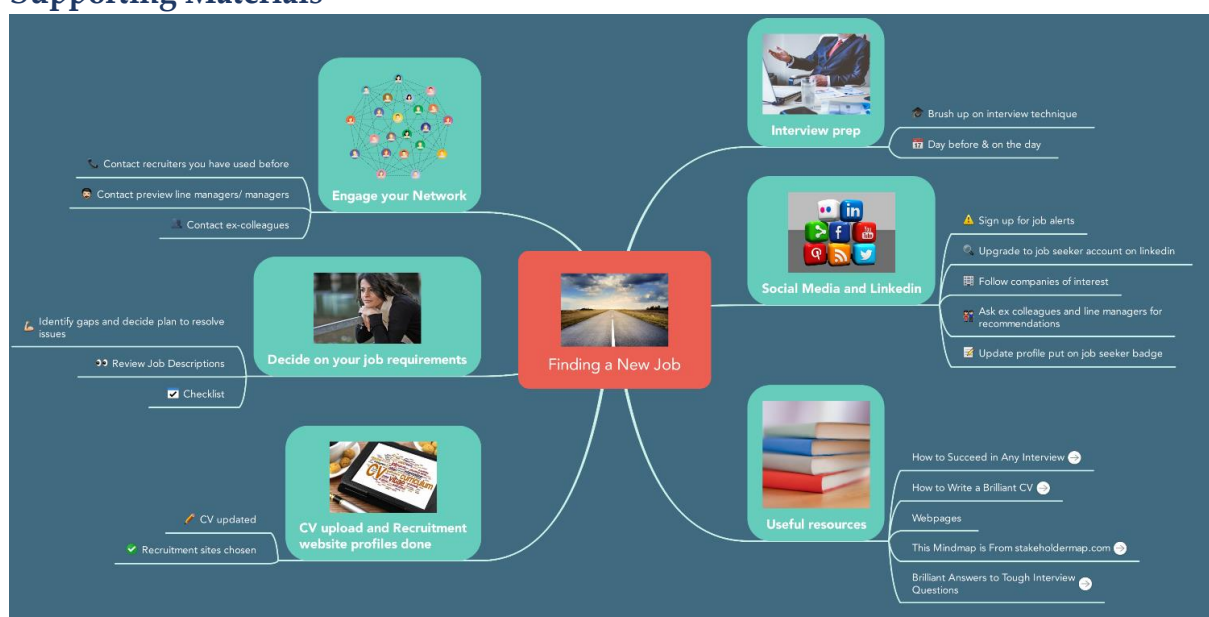 Supporting Materials
Engage your Network
Contact recruiters you have used before
Contact preview line managers/ managers
Contact ex-colleagues
Decide on your job requirements
Identify gaps and decide plan to resolve
issues
Review Job Descriptions
Checklist
CV
curriculum
vitae
CV upload and Recruitment
website profiles done
CV updated
Recruitment sites chosen
Finding a New Job
Interview prep
Brush up on interview technique
17
Day before & on the day
in
f
You
Social Media and Linkedin
Sign up for job alerts
Upgrade to job seeker account on linkedin
Follow companies of interest
Ask ex colleagues and line managers for
recommendations
Update profile put on job seeker badge
Useful resources
How to Succeed in Any Interview
How to Write a Brilliant CV
Webpages
This Mindmap is From stakeholdermap.com
Brilliant Answers to Tough Interview
Questions